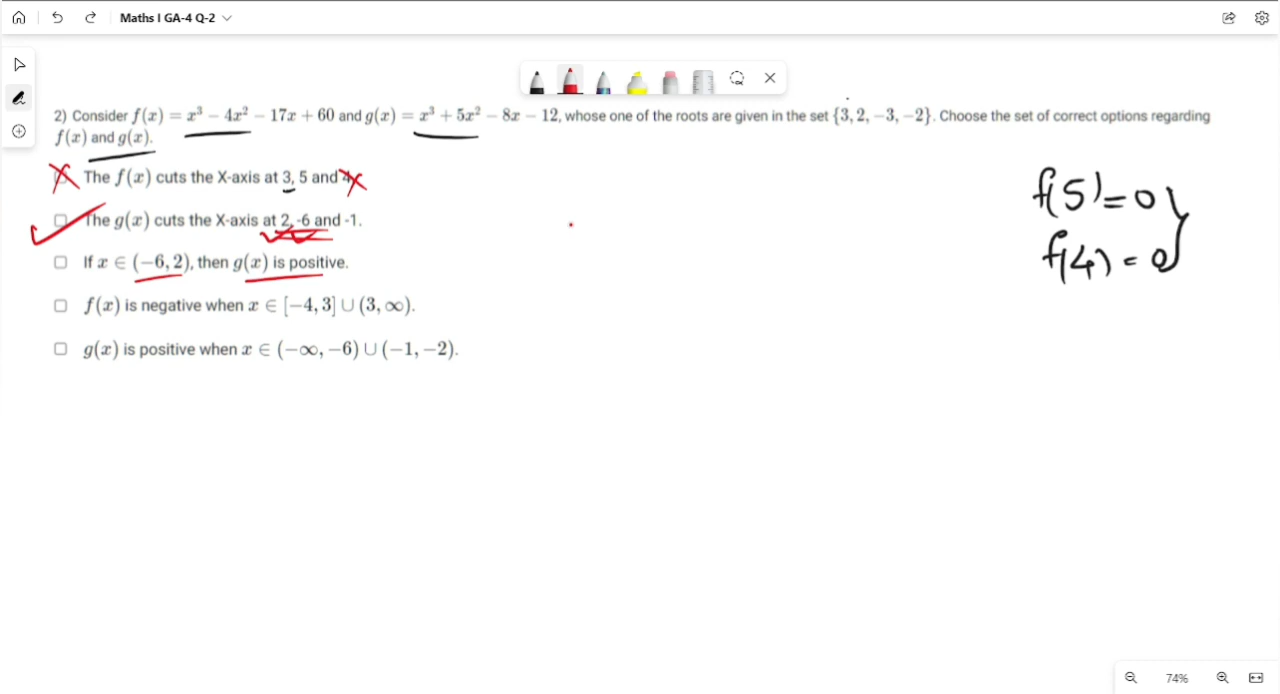 Maths I GA-4 Q-2
2) Consider f(x) = x³ − 4x² − 17x + 60 and g(x) = x³ + 5x² − 8x − 12, whose one of the roots are given in the set {3, 2, −3, −2}. Choose the set of correct options regarding
f(x) and g(x).
The f(x) cuts the X-axis at 3, 5 and 4
The g(x) cuts the X-axis at 2, -6 and -1.
If x ∈ (−6, 2), then g(x) is positive.
f(x) is negative when x ∈ [−4, 3] ∪ (3, ∞).
g(x) is positive when x ∈ (−∞, −6) ∪ (−1, −2).
f(5) = 0
f(4) = 0
74%